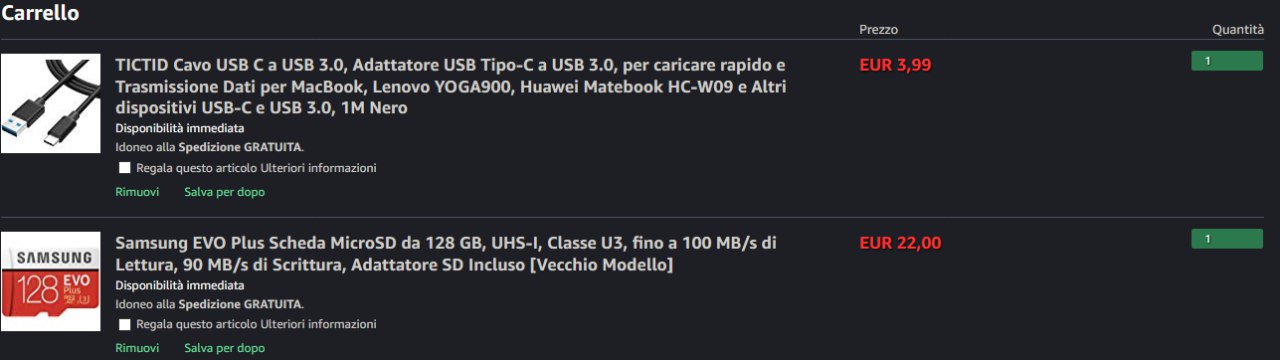 Carrello
Prezzo
Quantità
TICTID Cavo USB C a USB 3.0, Adattatore USB Tipo-C a USB 3.0, per caricare rapido e
EUR 3,99
1
Trasmissione Dati per MacBook, Lenovo YOGA900, Huawei Matebook HC-W09 e Altri
dispositivi USB-C e USB 3.0, 1M Nero
Disponibilità immediata
Idoneo alla Spedizione GRATUITA.
Regala questo articolo Ulteriori informazioni
Rimuovi
Salva per dopo
SAMSUNG
128 EVO
Plus
Samsung EVO Plus Scheda MicroSD da 128 GB, UHS-I, Classe U3, fino a 100 MB/s di
EUR 22,00
1
Lettura, 90 MB/s di Scrittura, Adattatore SD Incluso [Vecchio Modello]
Disponibilità immediata
Idoneo alla Spedizione GRATUITA.
Regala questo articolo Ulteriori informazioni
Rimuovi
Salva per dopo